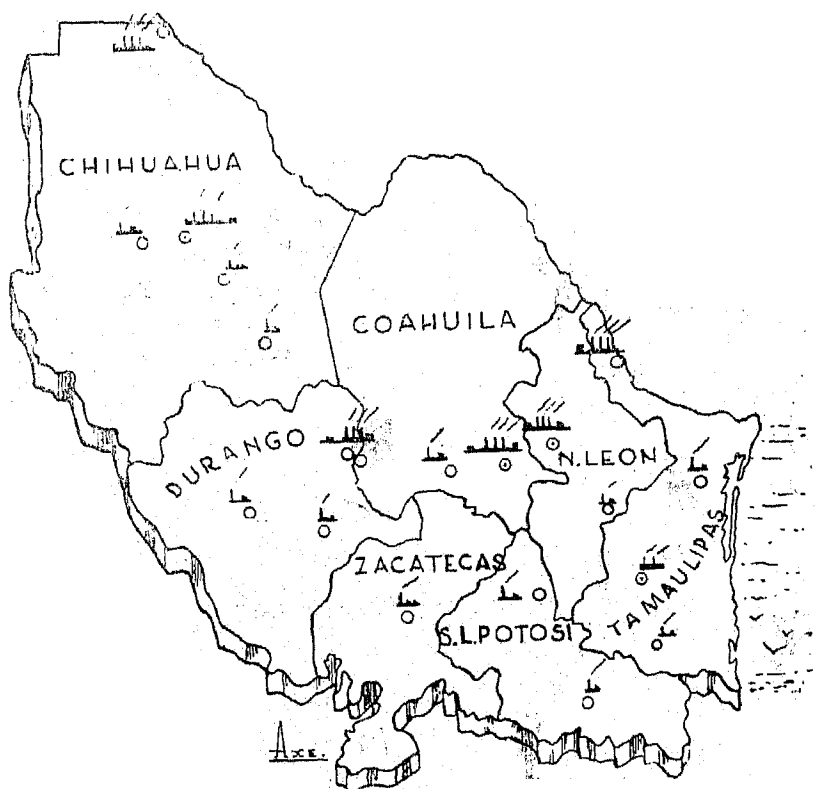 CHIHUAHUA
COAHUILA
DURANGO
N.LEON
ZACATECAS
TAMAULIPAS
S.L.POTOSI
AXE.